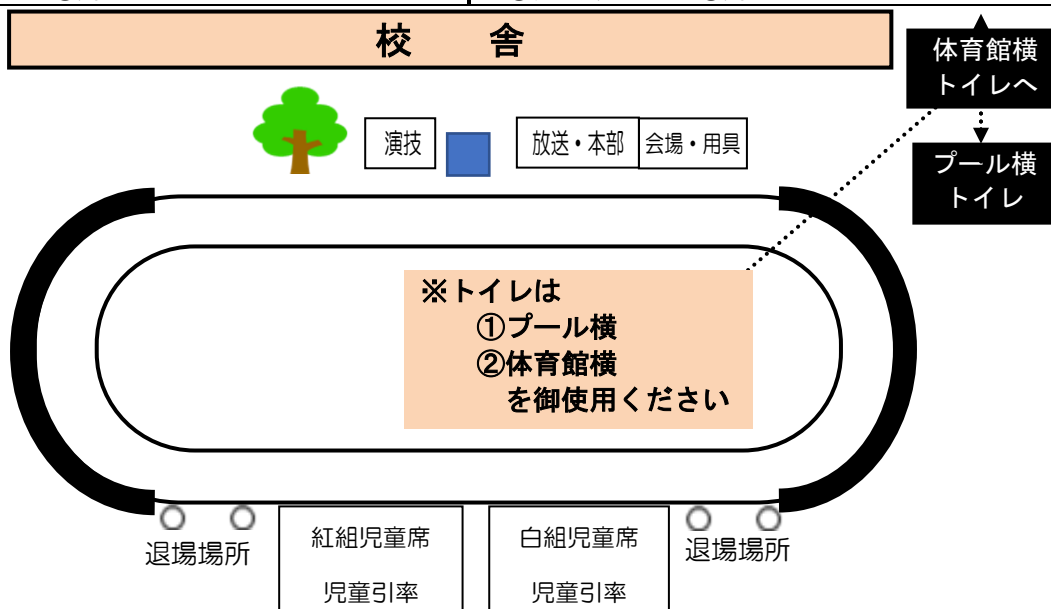 校　舎
体育館横
トイレへ
演技
放送・本部
会場・用具
プール横
トイレ
※トイレは
①プール横
②体育館横
を御使用ください
退場場所
紅組児童席
児童引率
白組児童席
児童引率
退場場所